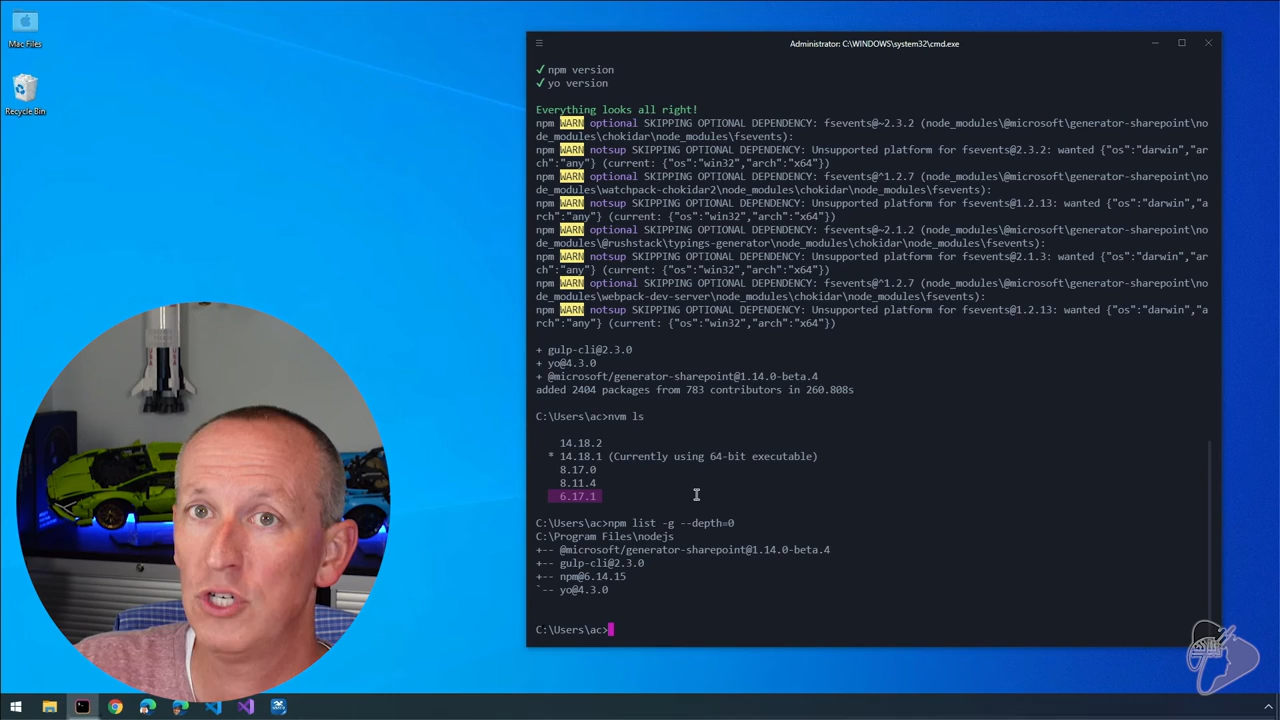 Mac Files
Recycle Bin
Administrator: C:\WINDOWS\system32\cmd.exe
✓ npm version
✓ yo version
Everything looks all right!
npm WARN optional SKIPPING OPTIONAL DEPENDENCY: fsevents@~2.3.2 (node_modules\@microsoft\generator-sharepoint\no
de_modules\chokidar\node_modules\fsevents):
npm WARN notsup SKIPPING OPTIONAL DEPENDENCY: Unsupported platform for fsevents@2.3.2: wanted {"os":"darwin","ar
ch":"any"} (current: {"os":"win32","arch":"x64"})
npm WARN optional SKIPPING OPTIONAL DEPENDENCY: fsevents@^1.2.7 (node_modules\@microsoft\generator-sharepoint\no
de_modules\watchpack-chokidar2\node_modules\chokidar\node_modules\fsevents):
npm WARN notsup SKIPPING OPTIONAL DEPENDENCY: Unsupported platform for fsevents@1.2.13: wanted {"os":"darwin","a
rch":"any"} (current: {"os":"win32","arch":"x64"})
npm WARN optional SKIPPING OPTIONAL DEPENDENCY: fsevents@~2.1.2 (node_modules\@microsoft\generator-sharepoint\no
de_modules\@rushstack\typings-generator\node_modules\chokidar\node_modules\fsevents):
npm WARN notsup SKIPPING OPTIONAL DEPENDENCY: Unsupported platform for fsevents@2.1.3: wanted {"os":"darwin","ar
ch":"any"} (current: {"os":"win32","arch":"x64"})
npm WARN optional SKIPPING OPTIONAL DEPENDENCY: fsevents@^1.2.7 (node_modules\@microsoft\generator-sharepoint\no
de_modules\webpack-dev-server\node_modules\chokidar\node_modules\fsevents):
npm WARN notsup SKIPPING OPTIONAL DEPENDENCY: Unsupported platform for fsevents@1.2.13: wanted {"os":"darwin","a
rch":"any"} (current: {"os":"win32","arch":"x64"})
+ gulp-cli@2.3.0
+ yo@4.3.0
+ @microsoft/generator-sharepoint@1.14.0-beta.4
added 2404 packages from 783 contributors in 260.808s
C:\Users\ac>nvm ls
14.18.2
* 14.18.1 (Currently using 64-bit executable)
8.17.0
8.11.4
6.17.1
C:\Users\ac>npm list -g --depth=0
C:\Program Files\nodejs
+-- @microsoft/generator-sharepoint@1.14.0-beta.4
+-- gulp-cli@2.3.0
+-- npm@6.14.15
`-- yo@4.3.0
C:\Users\ac>